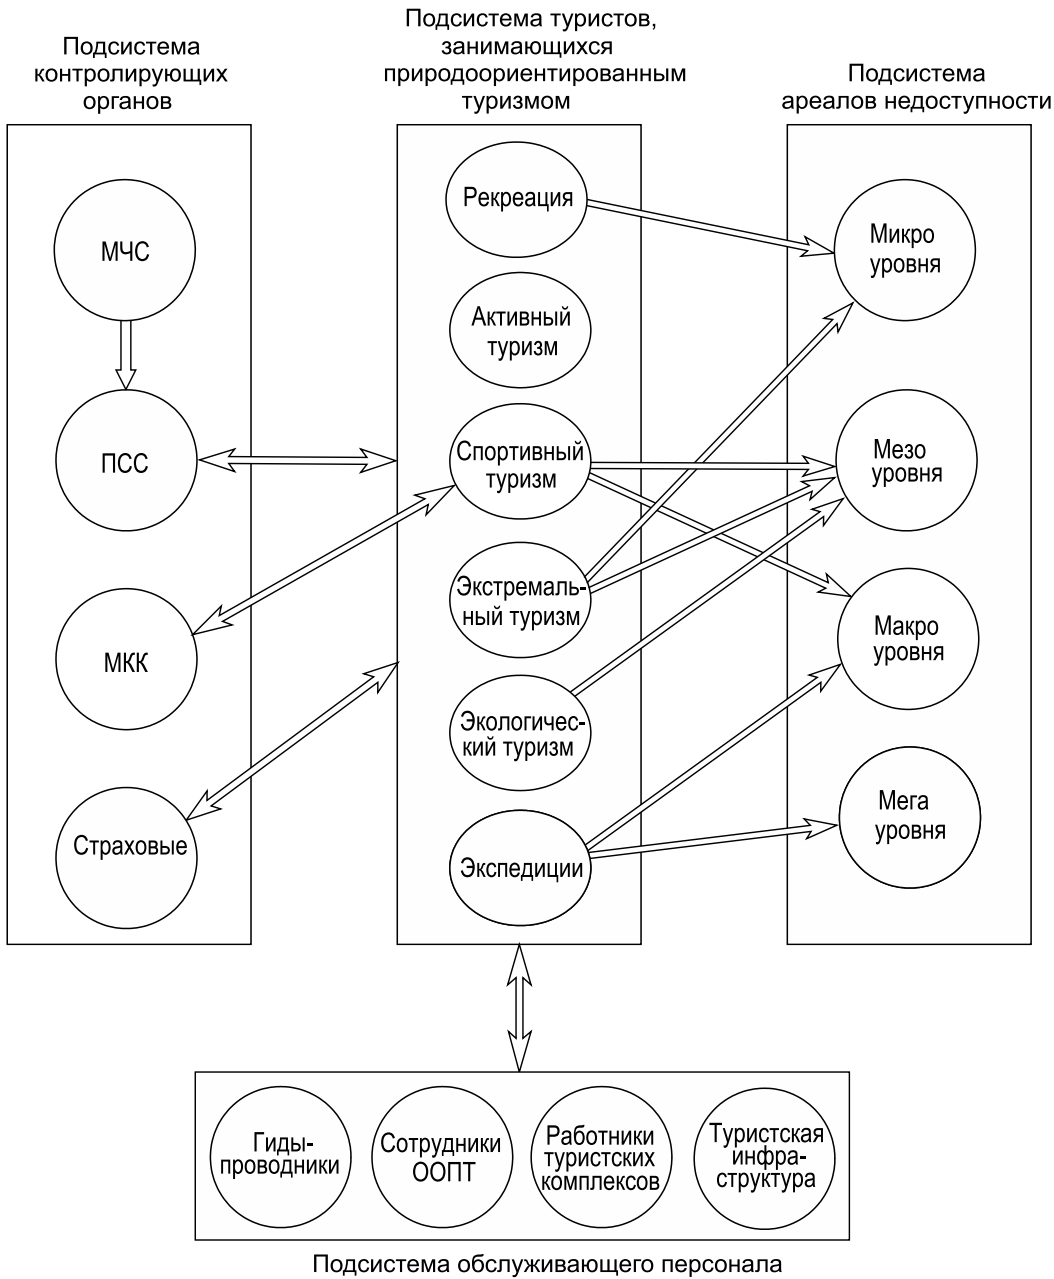 Подсистема
контролирующих
органов
Подсистема туристов,
занимающихся
природоориентированным
туризмом
Подсистема
ареалов недоступности
МЧС
ПСС
МКК
Страховые
Рекреация
Активный
туризм
Спортивный
туризм
Экстремаль-
ный туризм
Экологичес-
кий туризм
Экспедиции
Микро
уровня
Мезо
уровня
Макро
уровня
Мега
уровня
Гиды-
проводники
Сотрудники
ООПТ
Работники
туристских
комплексов
Туристская
инфра-
структура
Подсистема обслуживающего персонала